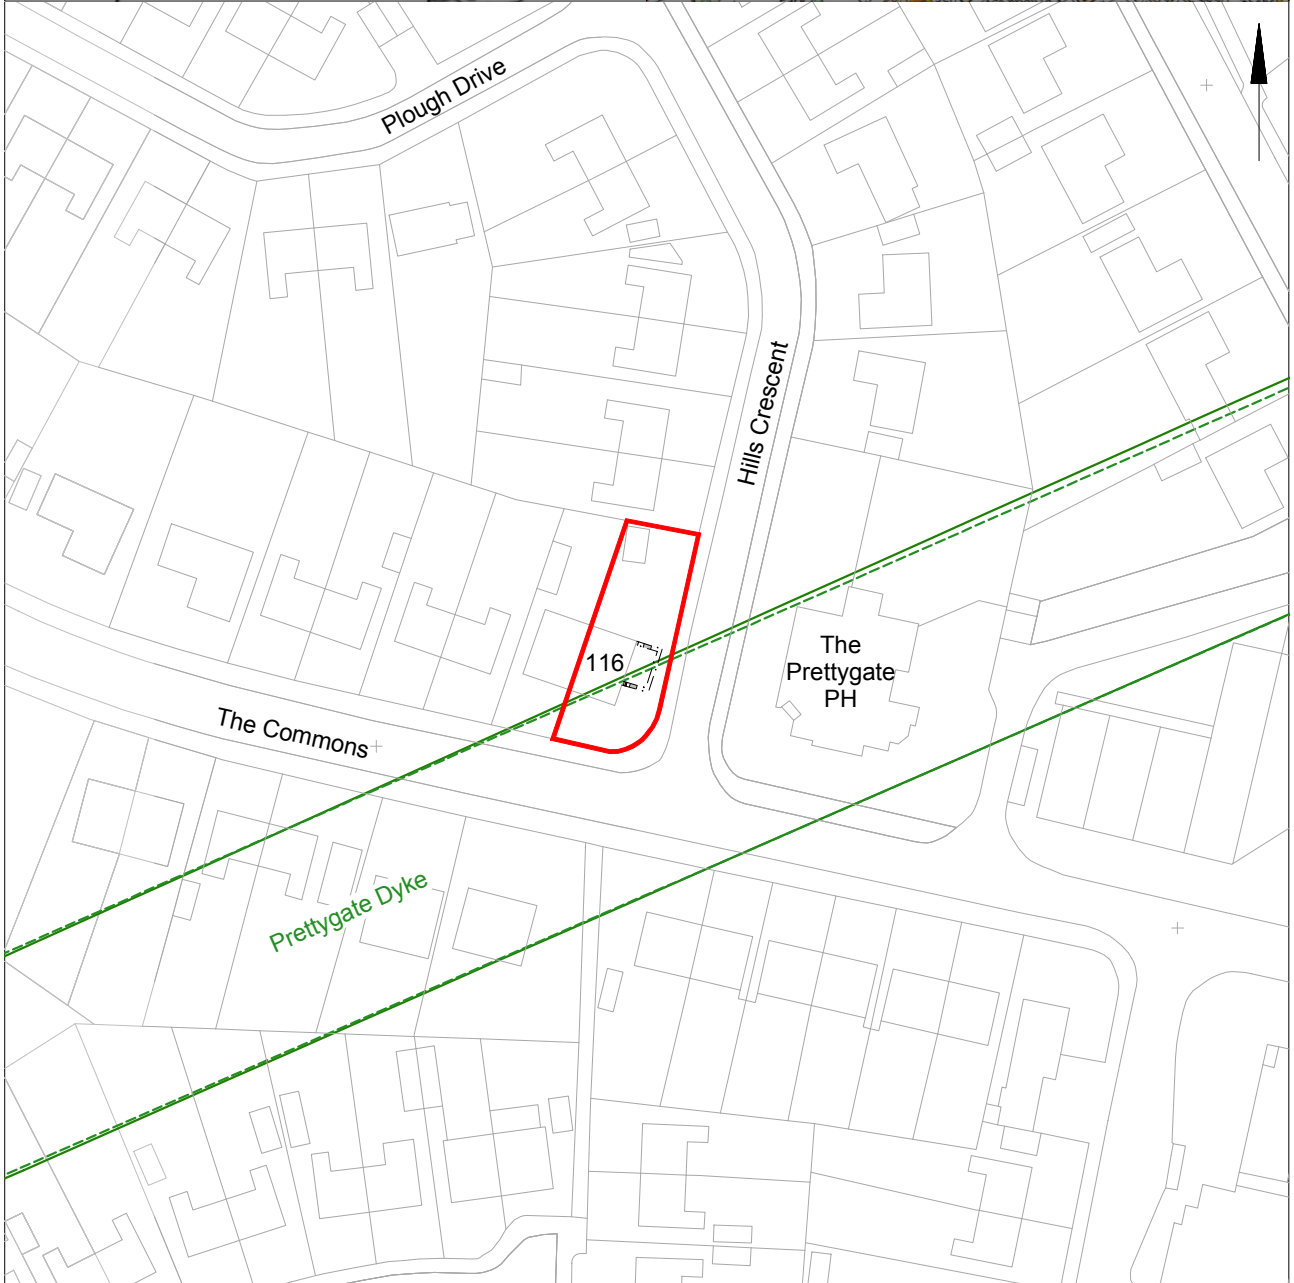 Plough Drive
Hills Crescent
116
The
Prettygate
PH
The Commons
Prettygate Dyke